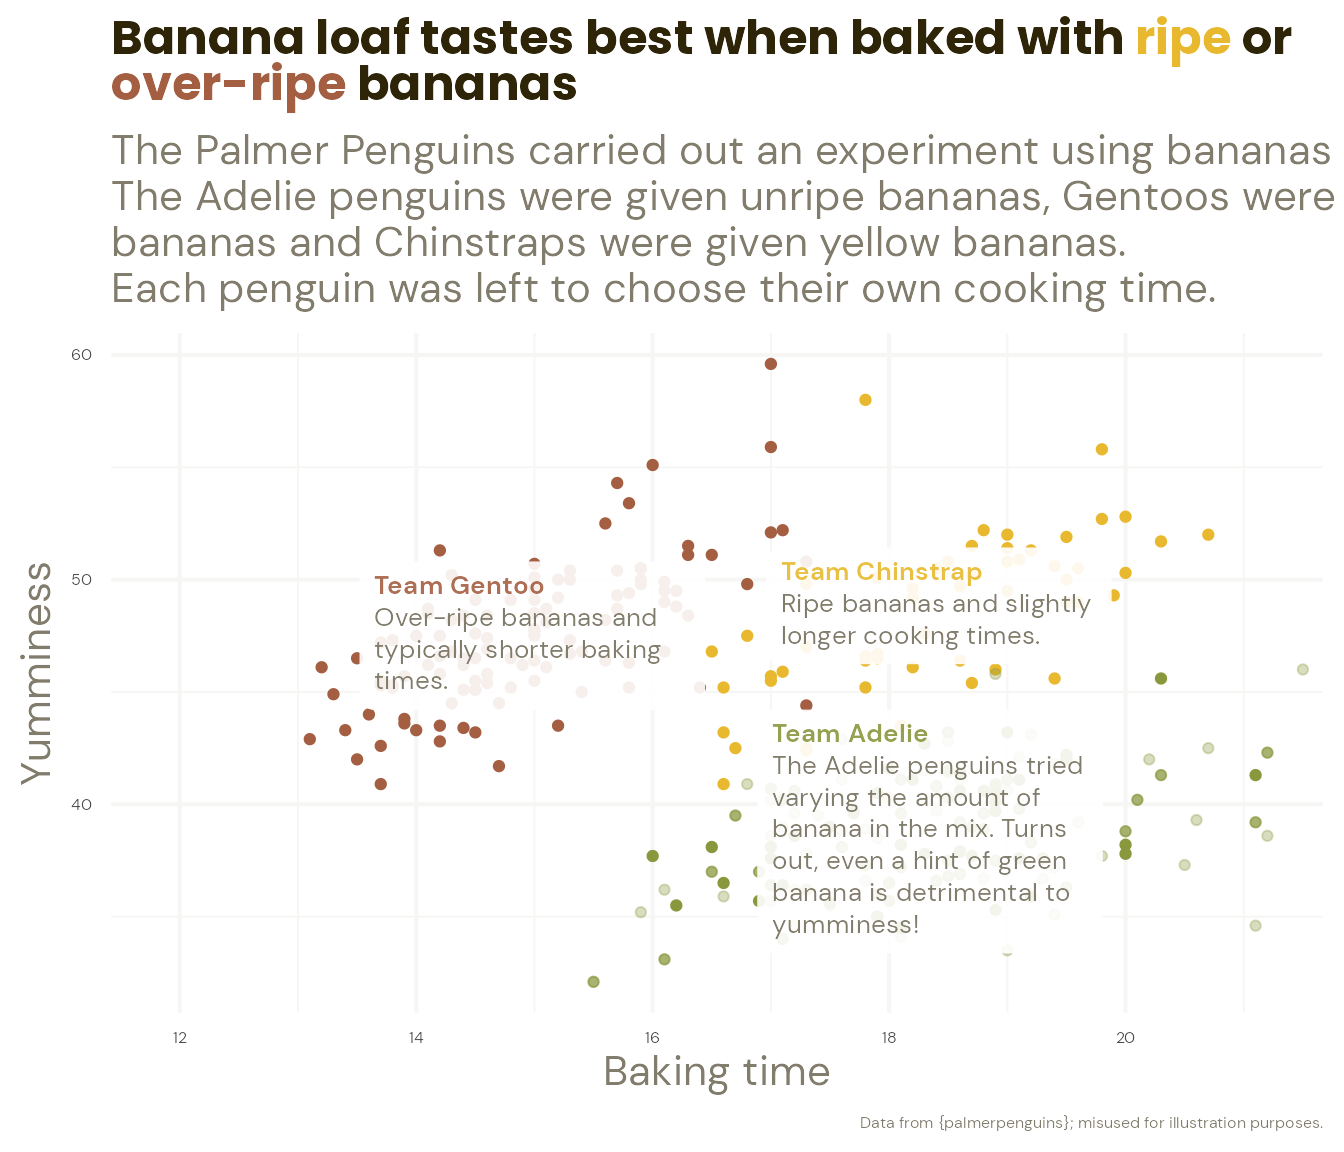 Banana loaf tastes best when baked with ripe or
over-ripe bananas
The Palmer Penguins carried out an experiment using bananas
The Adelie penguins were given unripe bananas, Gentoos were
bananas and Chinstraps were given yellow bananas.
Each penguin was left to choose their own cooking time.
60
50
40
Yumminess
Team Gentoo
Over-ripe bananas and
typically shorter baking
times.
Team Chinstrap
Ripe bananas and slightly
longer cooking times.
Team Adelie
The Adelie penguins tried
varying the amount of
banana in the mix. Turns
out, even a hint of green
banana is detrimental to
yumminess!
12
14
16
18
20
Baking time
Data from {palmerpenguins}; misused for illustration purposes.